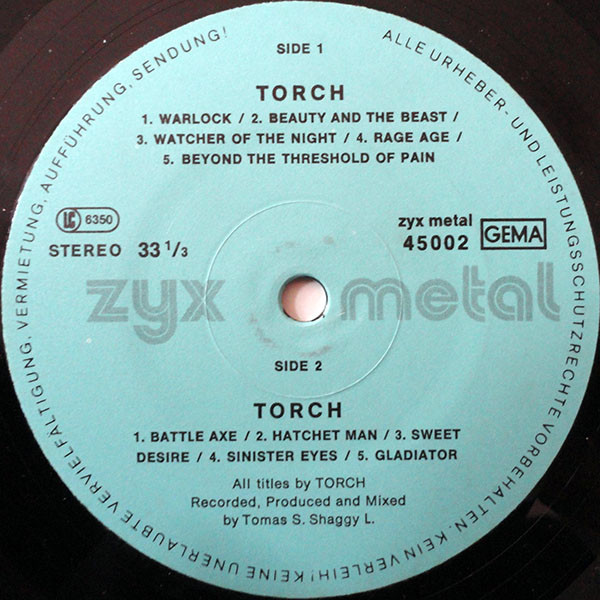 ALLE URHEBER- UND LEISTUNGSSCHUTZRECHTE VORBEHALTEN. KEIN VERLEIH! KEINE UNERLAUBTE VERVIELFÄLTIGUNG, VERMIETUNG, AUFFÜHRUNG, SENDUNG!
SIDE 1
TORCH
1. WARLOCK / 2. BEAUTY AND THE BEAST /
3. WATCHER OF THE NIGHT / 4. RAGE AGE /
5. BEYOND THE THRESHOLD OF PAIN
LC 6350
STEREO 33 1/3
zyx metal
45002 GEMA
zyx metal
SIDE 2
TORCH
1. BATTLE AXE / 2. HATCHET MAN / 3. SWEET
DESIRE / 4. SINISTER EYES / 5. GLADIATOR
All titles by TORCH
Recorded, Produced and Mixed
by Tomas S. Shaggy L.